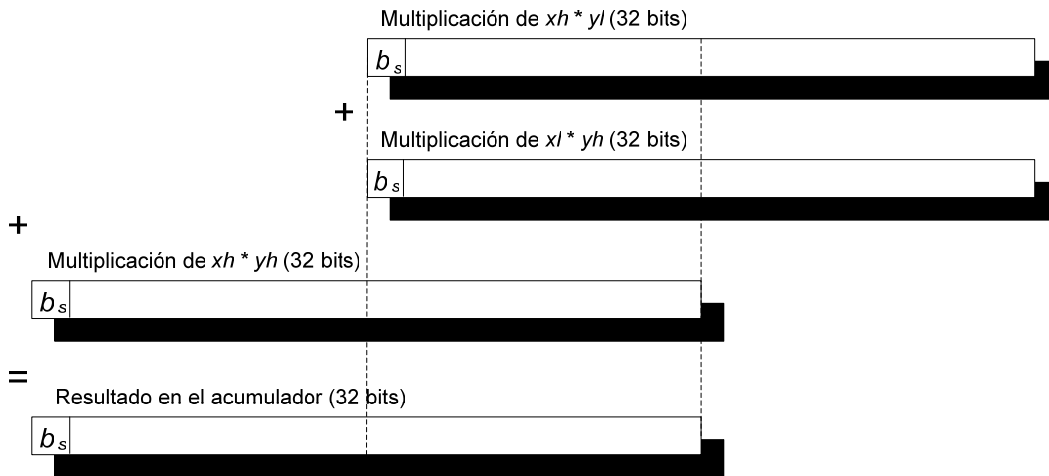 Multiplicación de xh * yl (32 bits)
bs
+
Multiplicación de xl * yh (32 bits)
bs
+
Multiplicación de xh * yh (32 bits)
bs
=
Resultado en el acumulador (32 bits)
bs